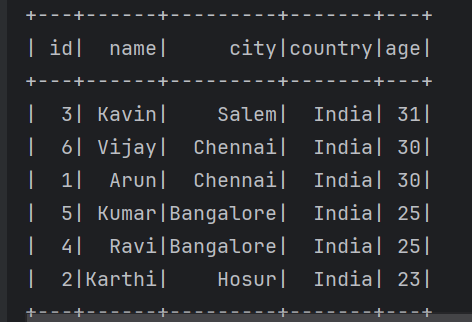 +---+------+---------+-------+---+
| id|  name|     city|country|age|
+---+------+---------+-------+---+
|  3| Kavin|    Salem|  India| 31|
|  6| Vijay|  Chennai|  India| 30|
|  1|  Arun|  Chennai|  India| 30|
|  5| Kumar|Bangalore|  India| 25|
|  4|  Ravi|Bangalore|  India| 25|
|  2|Karthi|    Hosur|  India| 23|
+---+------+---------+-------+---+